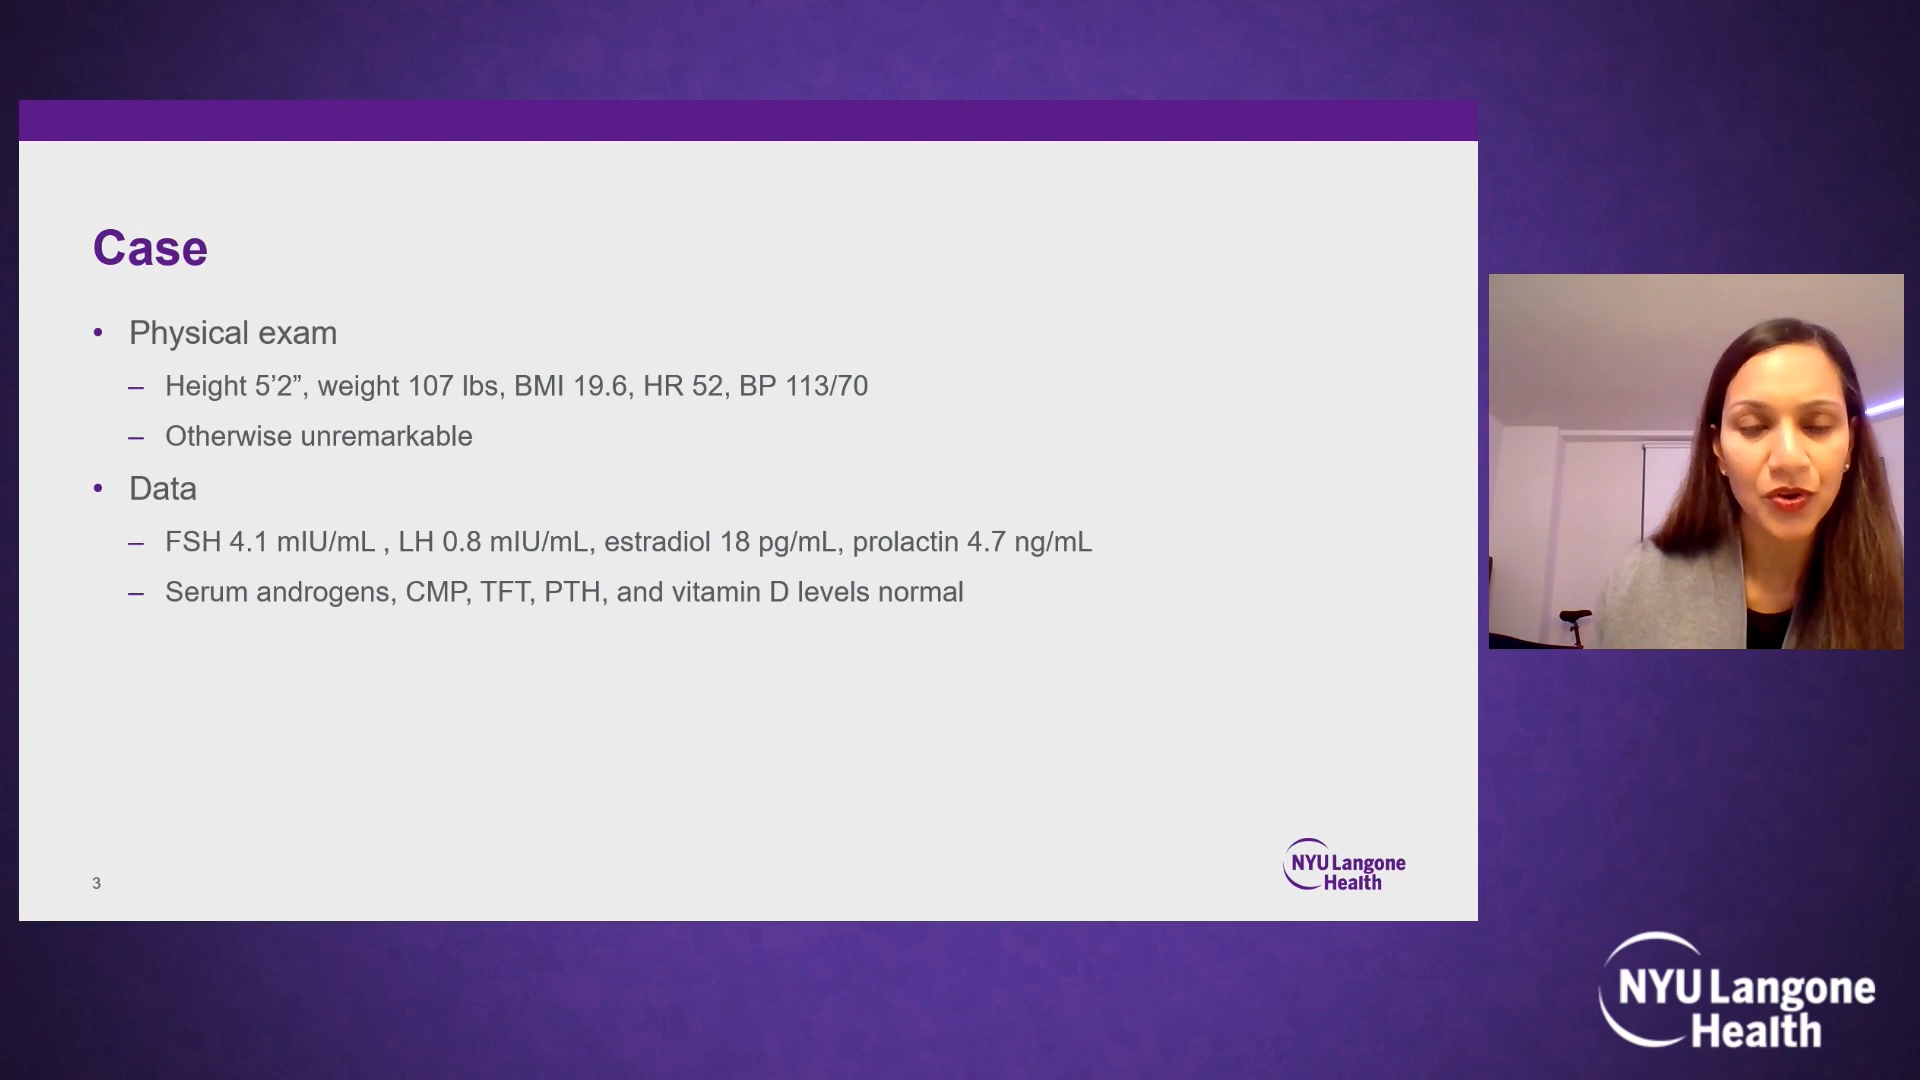 Case
• Physical exam
– Height 5’2”, weight 107 lbs, BMI 19.6, HR 52, BP 113/70
– Otherwise unremarkable
• Data
– FSH 4.1 mIU/mL , LH 0.8 mIU/mL, estradiol 18 pg/mL, prolactin 4.7 ng/mL
– Serum androgens, CMP, TFT, PTH, and vitamin D levels normal
3
NYU Langone
Health
NYU Langone
Health